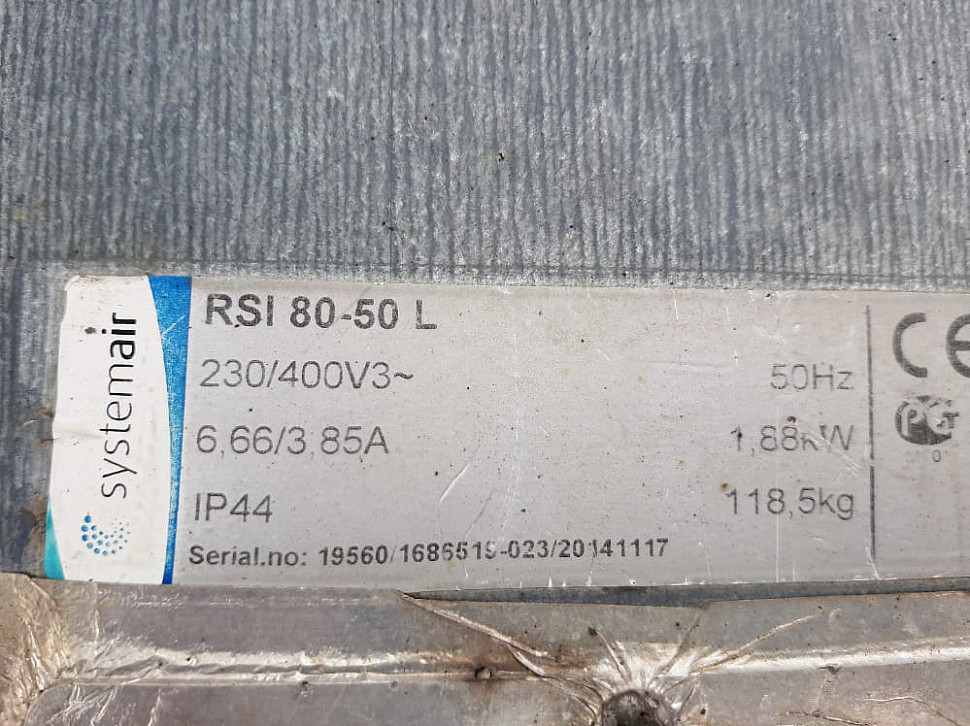 systemair
RSI 80-50 L
230/400V3~ 50Hz
6,66/3,85A 1,88kW
IP44 118,5kg
Serial.no: 19560/1686519-023/20141117
CE